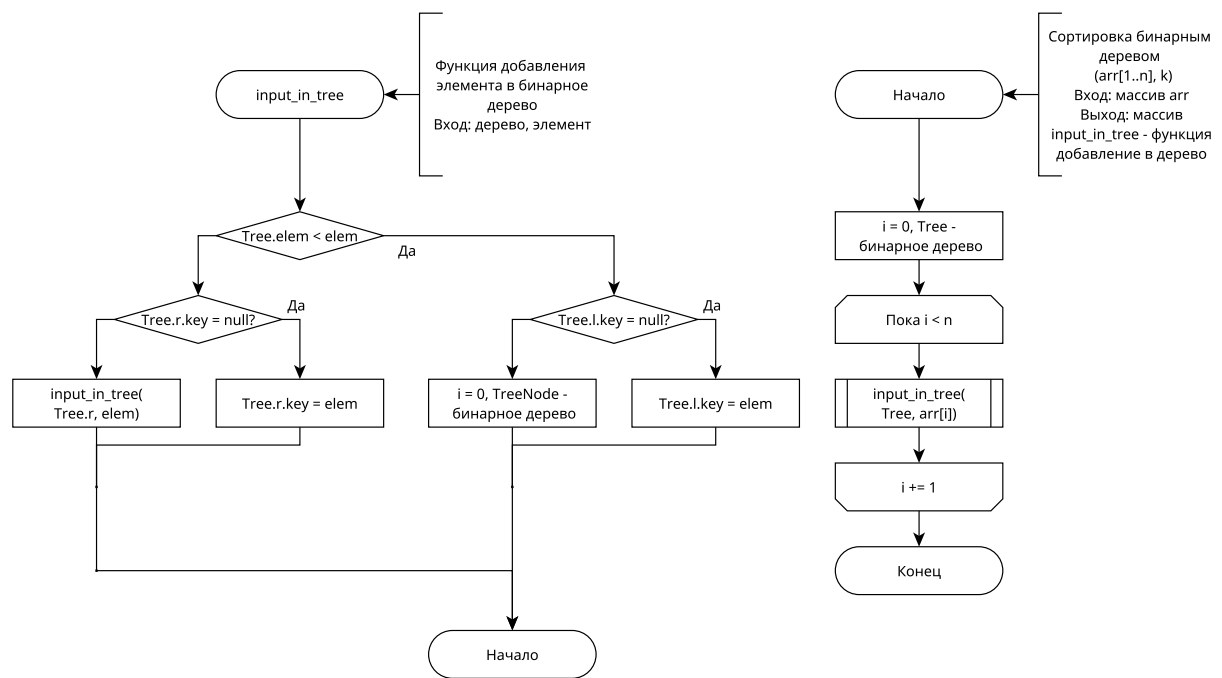 input_in_tree
Функция добавления
элемента в бинарное
дерево
Вход: дерево, элемент
Tree.elem < elem
Да
Tree.r.key = null?
Да
Tree.l.key = null?
Да
input_in_tree(
Tree.r, elem)
Tree.r.key = elem
i = 0, TreeNode -
бинарное дерево
Tree.l.key = elem
Начало
Начало
Сортировка бинарным
деревом
(arr[1..n], k)
Вход: массив arr
Выход: массив
input_in_tree - функция
добавление в дерево
i = 0, Tree -
бинарное дерево
Пока i < n
input_in_tree(
Tree, arr[i])
i += 1
Конец